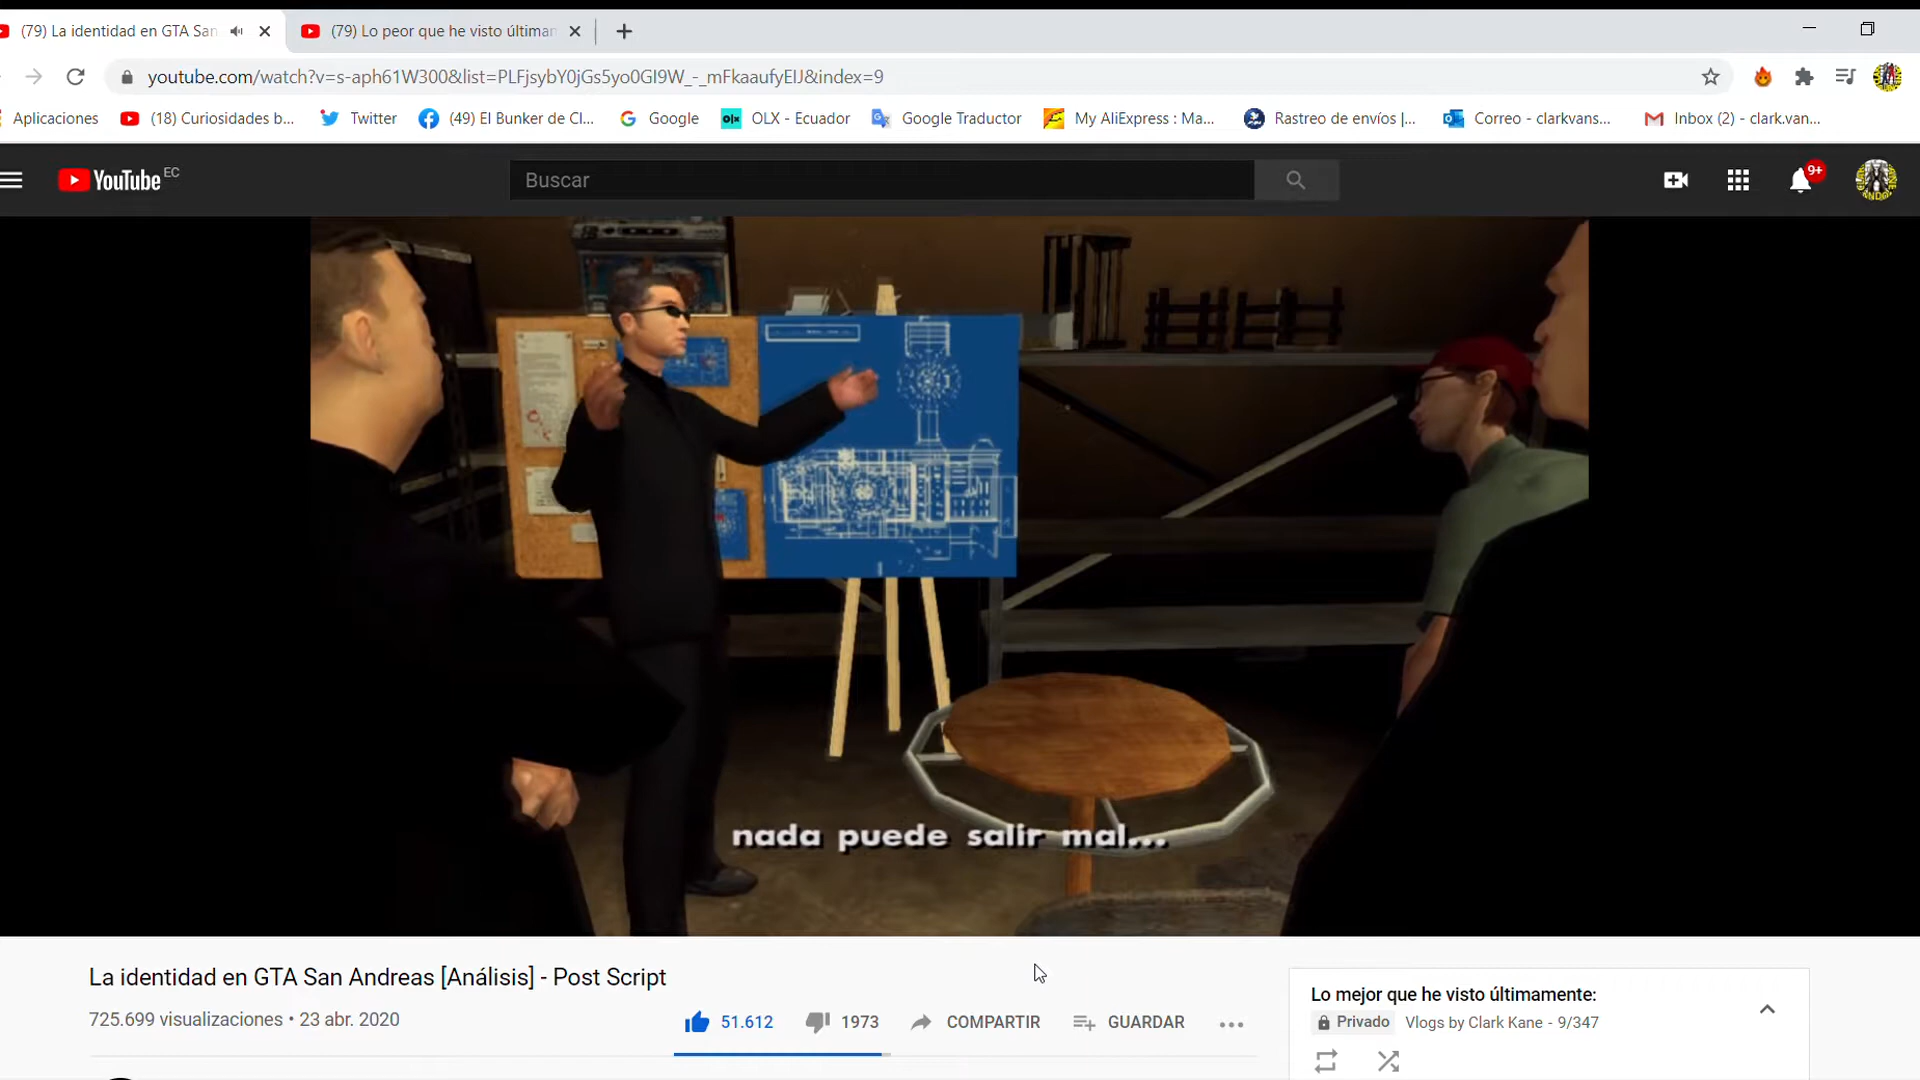 (79) La identidad en GTA San
(79) Lo peor que he visto últimam
youtube.com/watch?v=s-aph61W300&list=PLFjsybY0jGs5yo0GI9W_-_mFkaaufyEIJ&index=9
Aplicaciones
(18) Curiosidades b...
Twitter
(49) El Bunker de Cl...
Google
OLX - Ecuador
Google Traductor
My AliExpress : Ma...
Rastreo de envíos |...
Correo - clarkvans...
Inbox (2) - clark.van...
YouTube EC
Buscar
9+
nada puede salir mal...
La identidad en GTA San Andreas [Análisis] - Post Script
725.699 visualizaciones • 23 abr. 2020
51.612
1973
COMPARTIR
GUARDAR
Lo mejor que he visto últimamente:
Privado
Vlogs by Clark Kane - 9/347